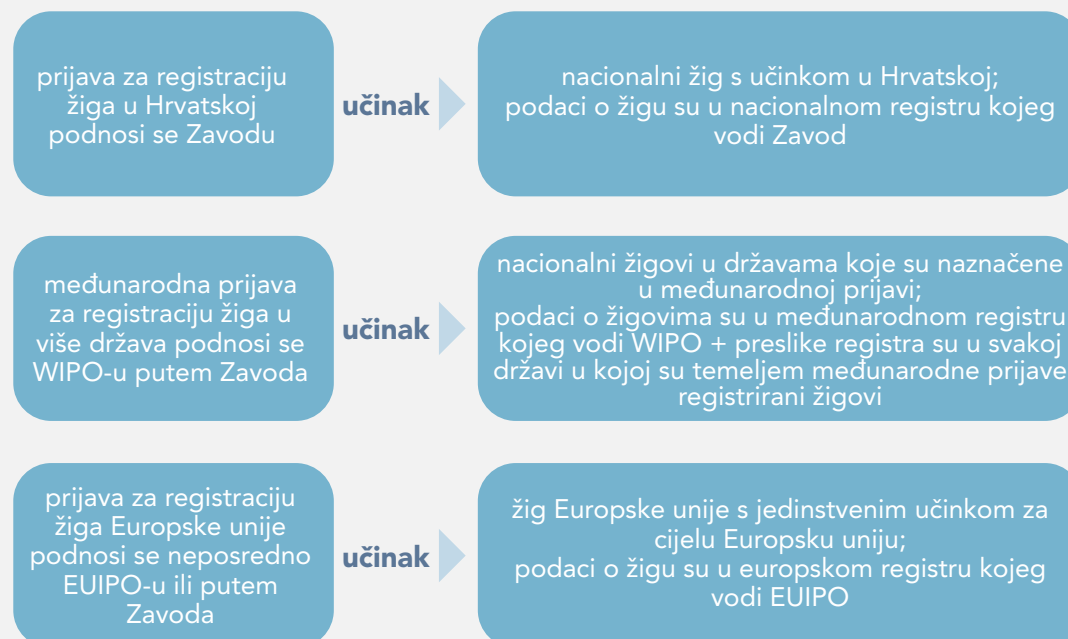 prijava za registraciju
žiga u Hrvatskoj
podnosi se Zavodu
učinak
nacionalni žig s učinkom u Hrvatskoj;
podaci o žigu su u nacionalnom registru kojeg
vodi Zavod
međunarodna prijava
za registraciju žiga u
više država podnosi se
WIPO-u putem Zavoda
učinak
nacionalni žigovi u državama koje su naznačene
u međunarodnoj prijavi;
podaci o žigovima su u međunarodnom registru
kojeg vodi WIPO + preslike registra su u svakoj
državi u kojoj su temeljem međunarodne prijave
registrirani žigovi
prijava za registraciju
žiga Europske unije
podnosi se neposredno
EUIPO-u ili putem
Zavoda
učinak
žig Europske unije s jedinstvenim učinkom za
cijelu Europsku uniju;
podaci o žigu su u europskom registru kojeg
vodi EUIPO